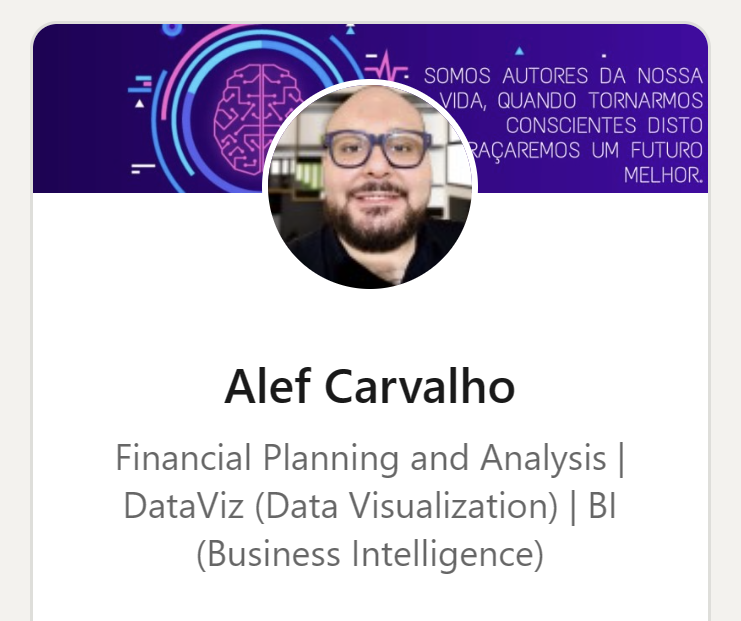 SOMOS AUTORES DA NOSSA
VIDA, QUANDO TORNARMOS
CONSCIENTES DISTO
RAÇAREMOS UM FUTURO
MELHOR.
Alef Carvalho
Financial Planning and Analysis |
DataViz (Data Visualization) | BI
(Business Intelligence)